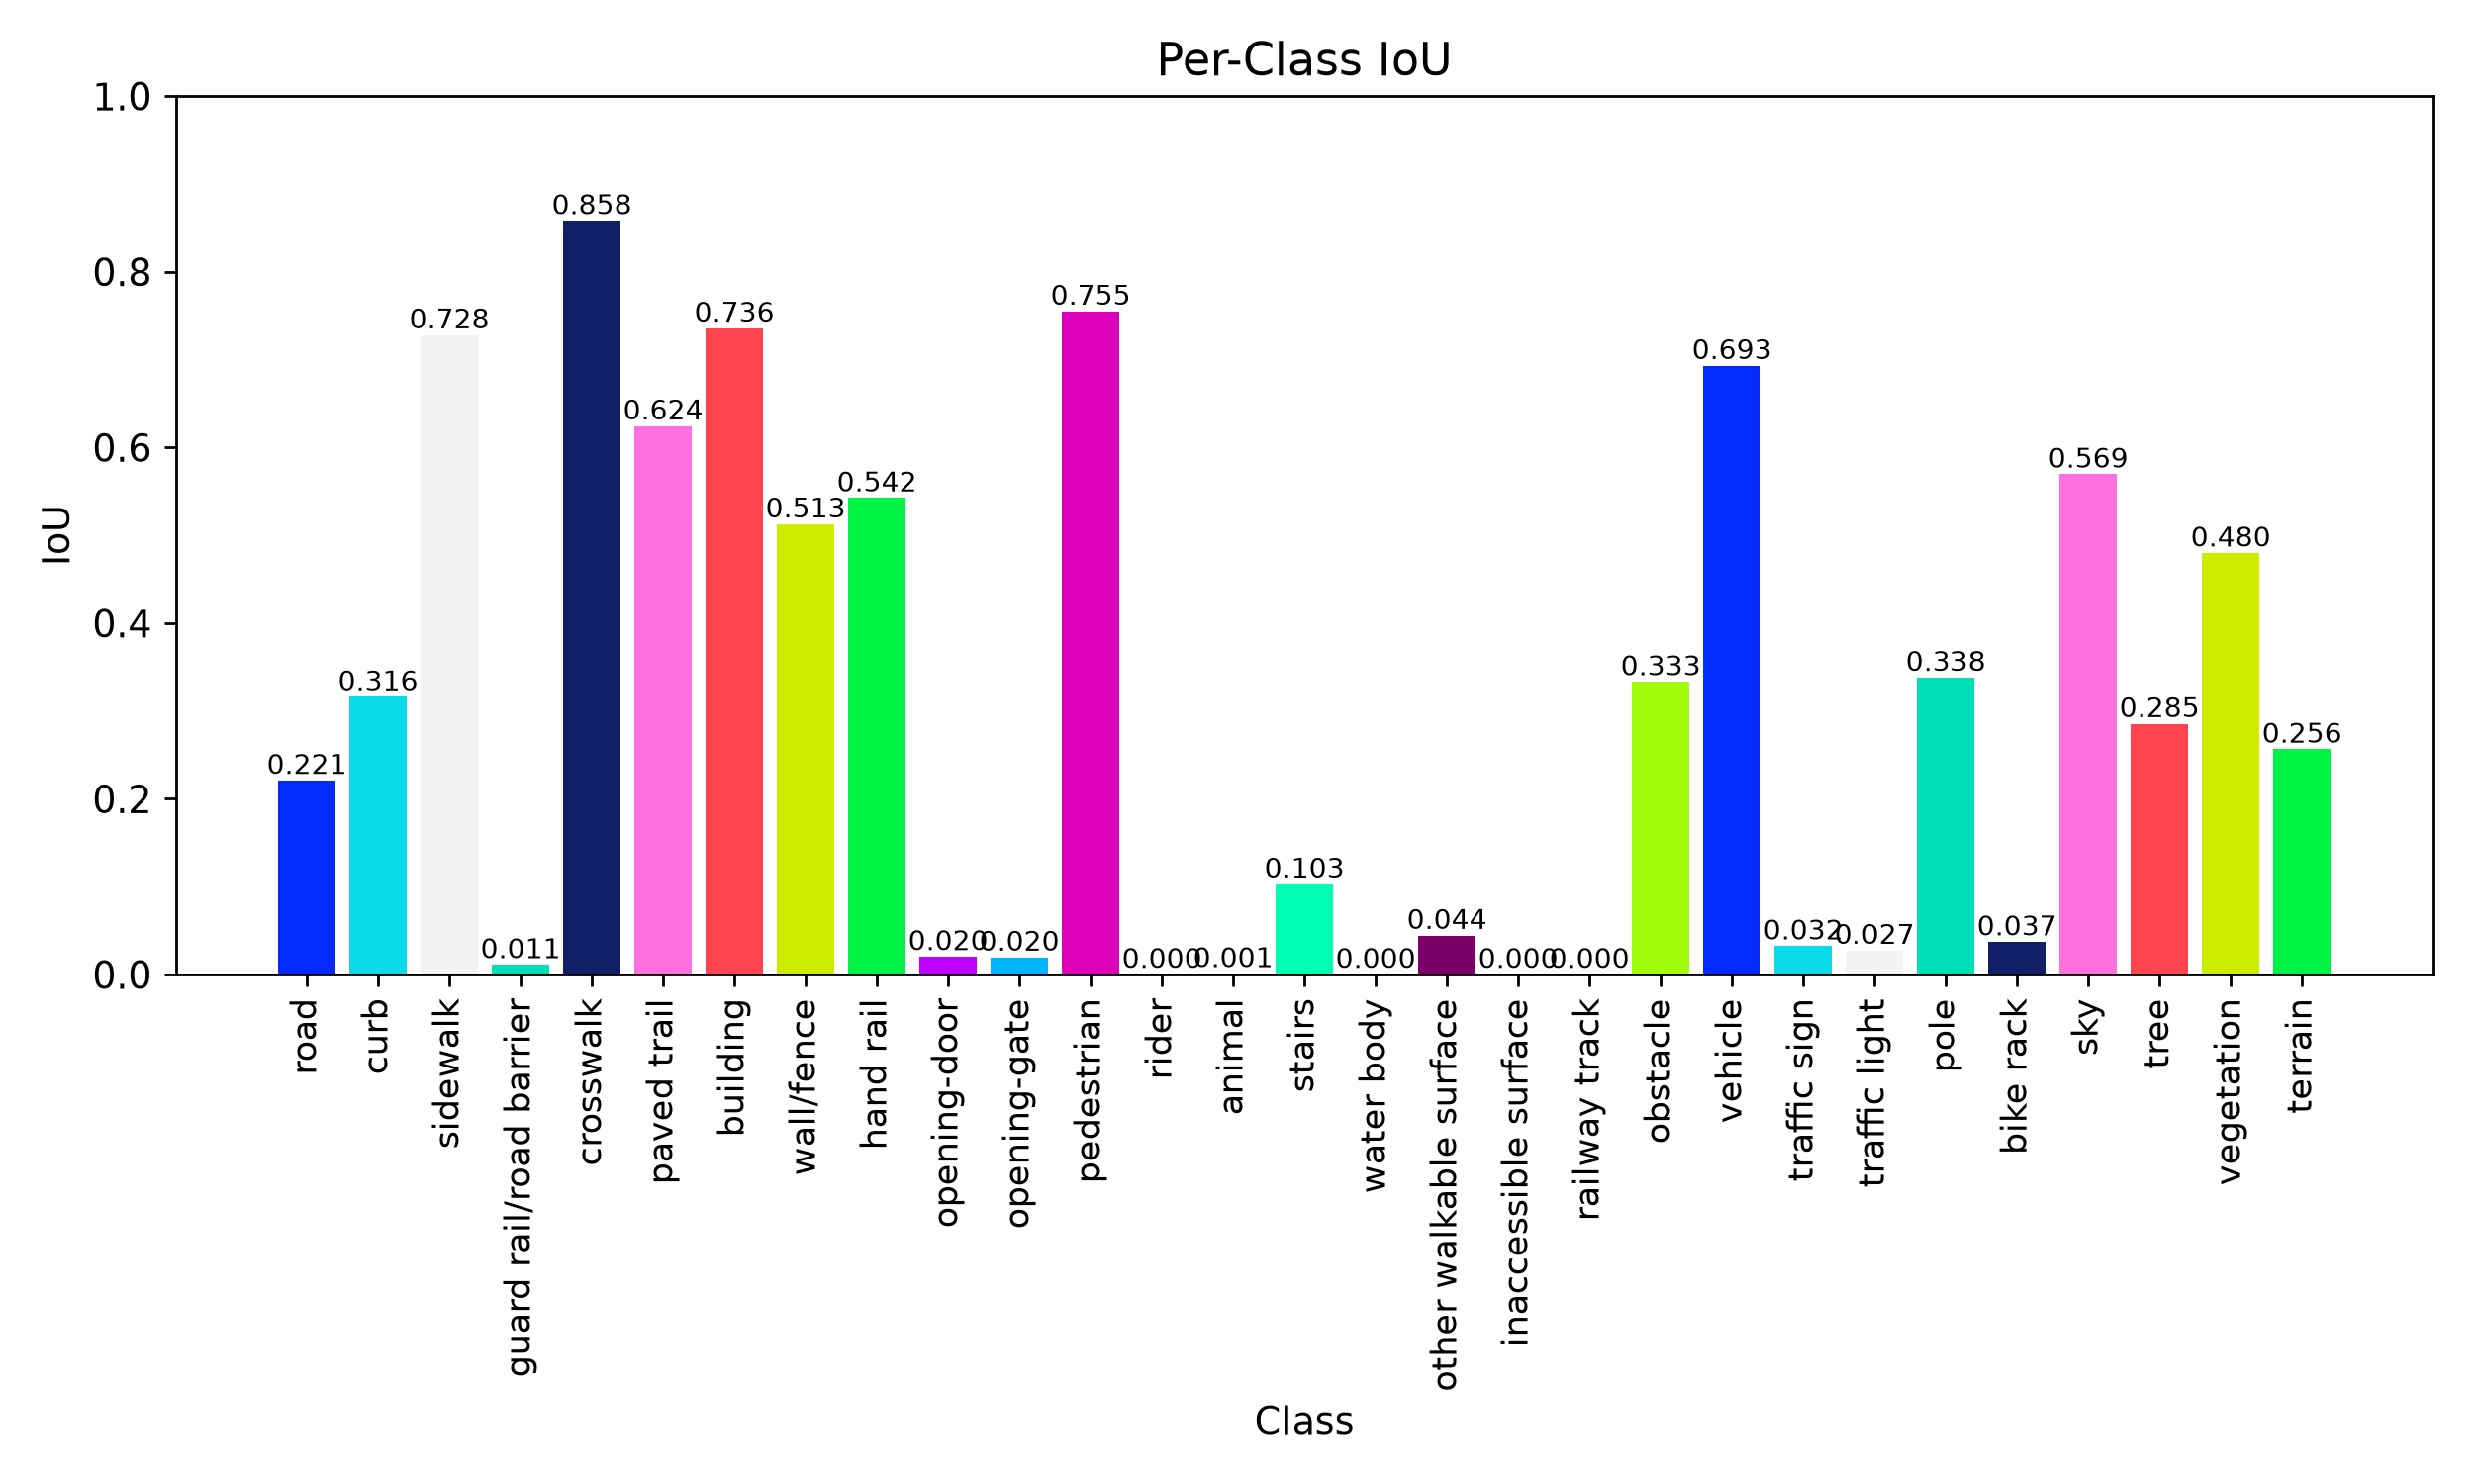 Per-Class IoU
IoU
1.0
0.8
0.6
0.4
0.2
0.0
0.221
0.316
0.728
0.011
0.858
0.624
0.736
0.513
0.542
0.020
0.020
0.755
0.000
0.001
0.103
0.000
0.044
0.000
0.000
0.333
0.693
0.032
0.027
0.338
0.037
0.569
0.285
0.480
0.256
road
curb
sidewalk
guard rail/road barrier
crosswalk
paved trail
building
wall/fence
hand rail
opening-door
opening-gate
pedestrian
rider
animal
stairs
water body
other walkable surface
inaccessible surface
railway track
obstacle
vehicle
traffic sign
traffic light
pole
bike rack
sky
tree
vegetation
terrain
Class